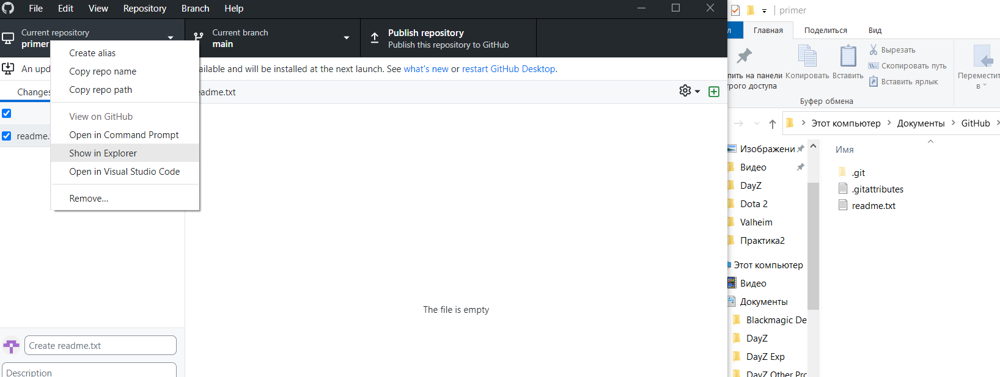 File Edit View Repository Branch Help
Current repository
primer
Current branch
main
Publish repository
Publish this repository to GitHub
An upd
ailable and will be installed at the next launch. See what's new or restart GitHub Desktop.
Changes
eadme.txt
readme.
Create alias
Copy repo name
Copy repo path
View on GitHub
Open in Command Prompt
Show in Explorer
Open in Visual Studio Code
Remove...
The file is empty
Create readme.txt
Description
primer
л Главная Поделиться Вид
пить на панели
трого доступа
Копировать
Вставить
Вырезать
Скопировать путь
Вставить ярлык
Переместит
в
Буфер обмена
Этот компьютер > Документы > GitHub >
Изображени
Видео
DayZ
Dota 2
Valheim
Практика2
Этот компьютер
Видео
Документы
Blackmagic De
DayZ
DayZ Exp
DayZ Other Pro
Имя
.git
.gitattributes
readme.txt